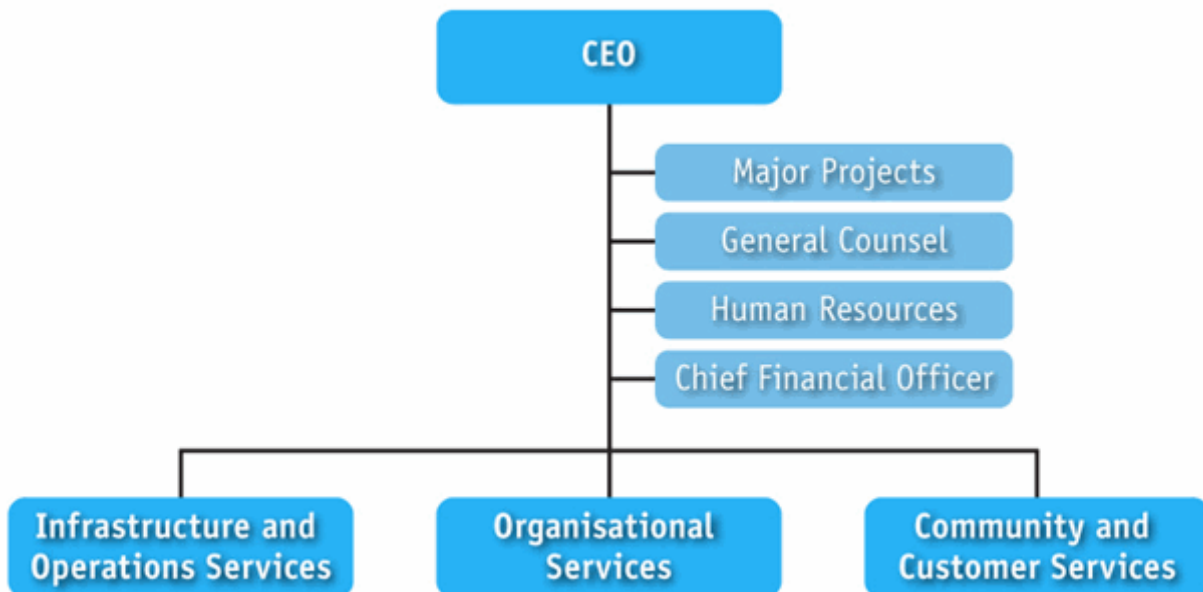 CEO
Major Projects
General Counsel
Human Resources
Chief Financial Officer
Infrastructure and
Operations Services
Organisational
Services
Community and
Customer Services